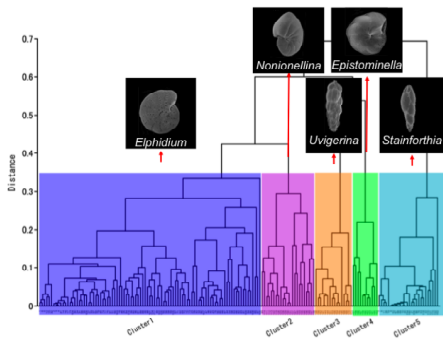 0.7
0.6
0.5
0.4
0.3
0.2
0.1
0
Distance
Nonionellina
Epistominella
Elphidium
Uvigerina
Stainforthia
Cluster1
Cluster2
Cluster3
Cluster4
Cluster5